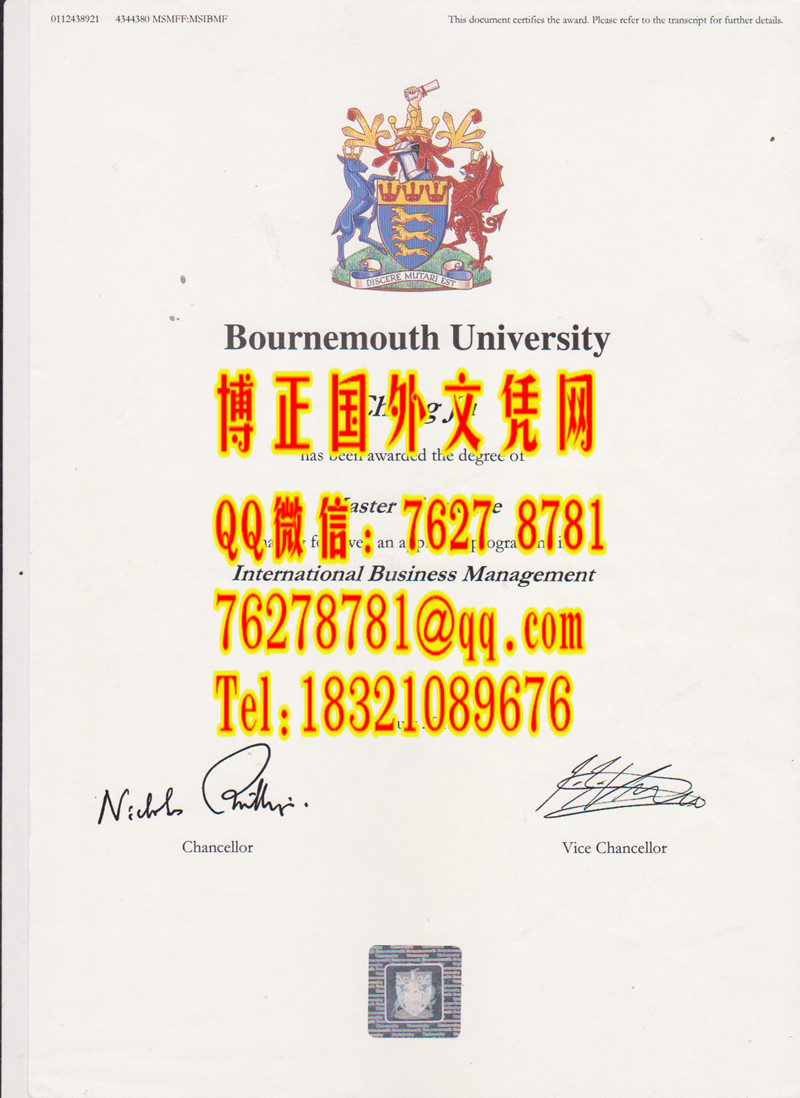 0112438921 4344380 MSMFF:MSIBMF This document certifies the award. Please refer to the transcript for further details.
DISCERE MUTARI EST
Bournemouth University
博正国外文凭网
has been awarded the degree of
QQ微信：7627 8781
International Business Management
76278781@qq.com
Tel:18321089676
Nicholas Phillips.
Chancellor Vice Chancellor